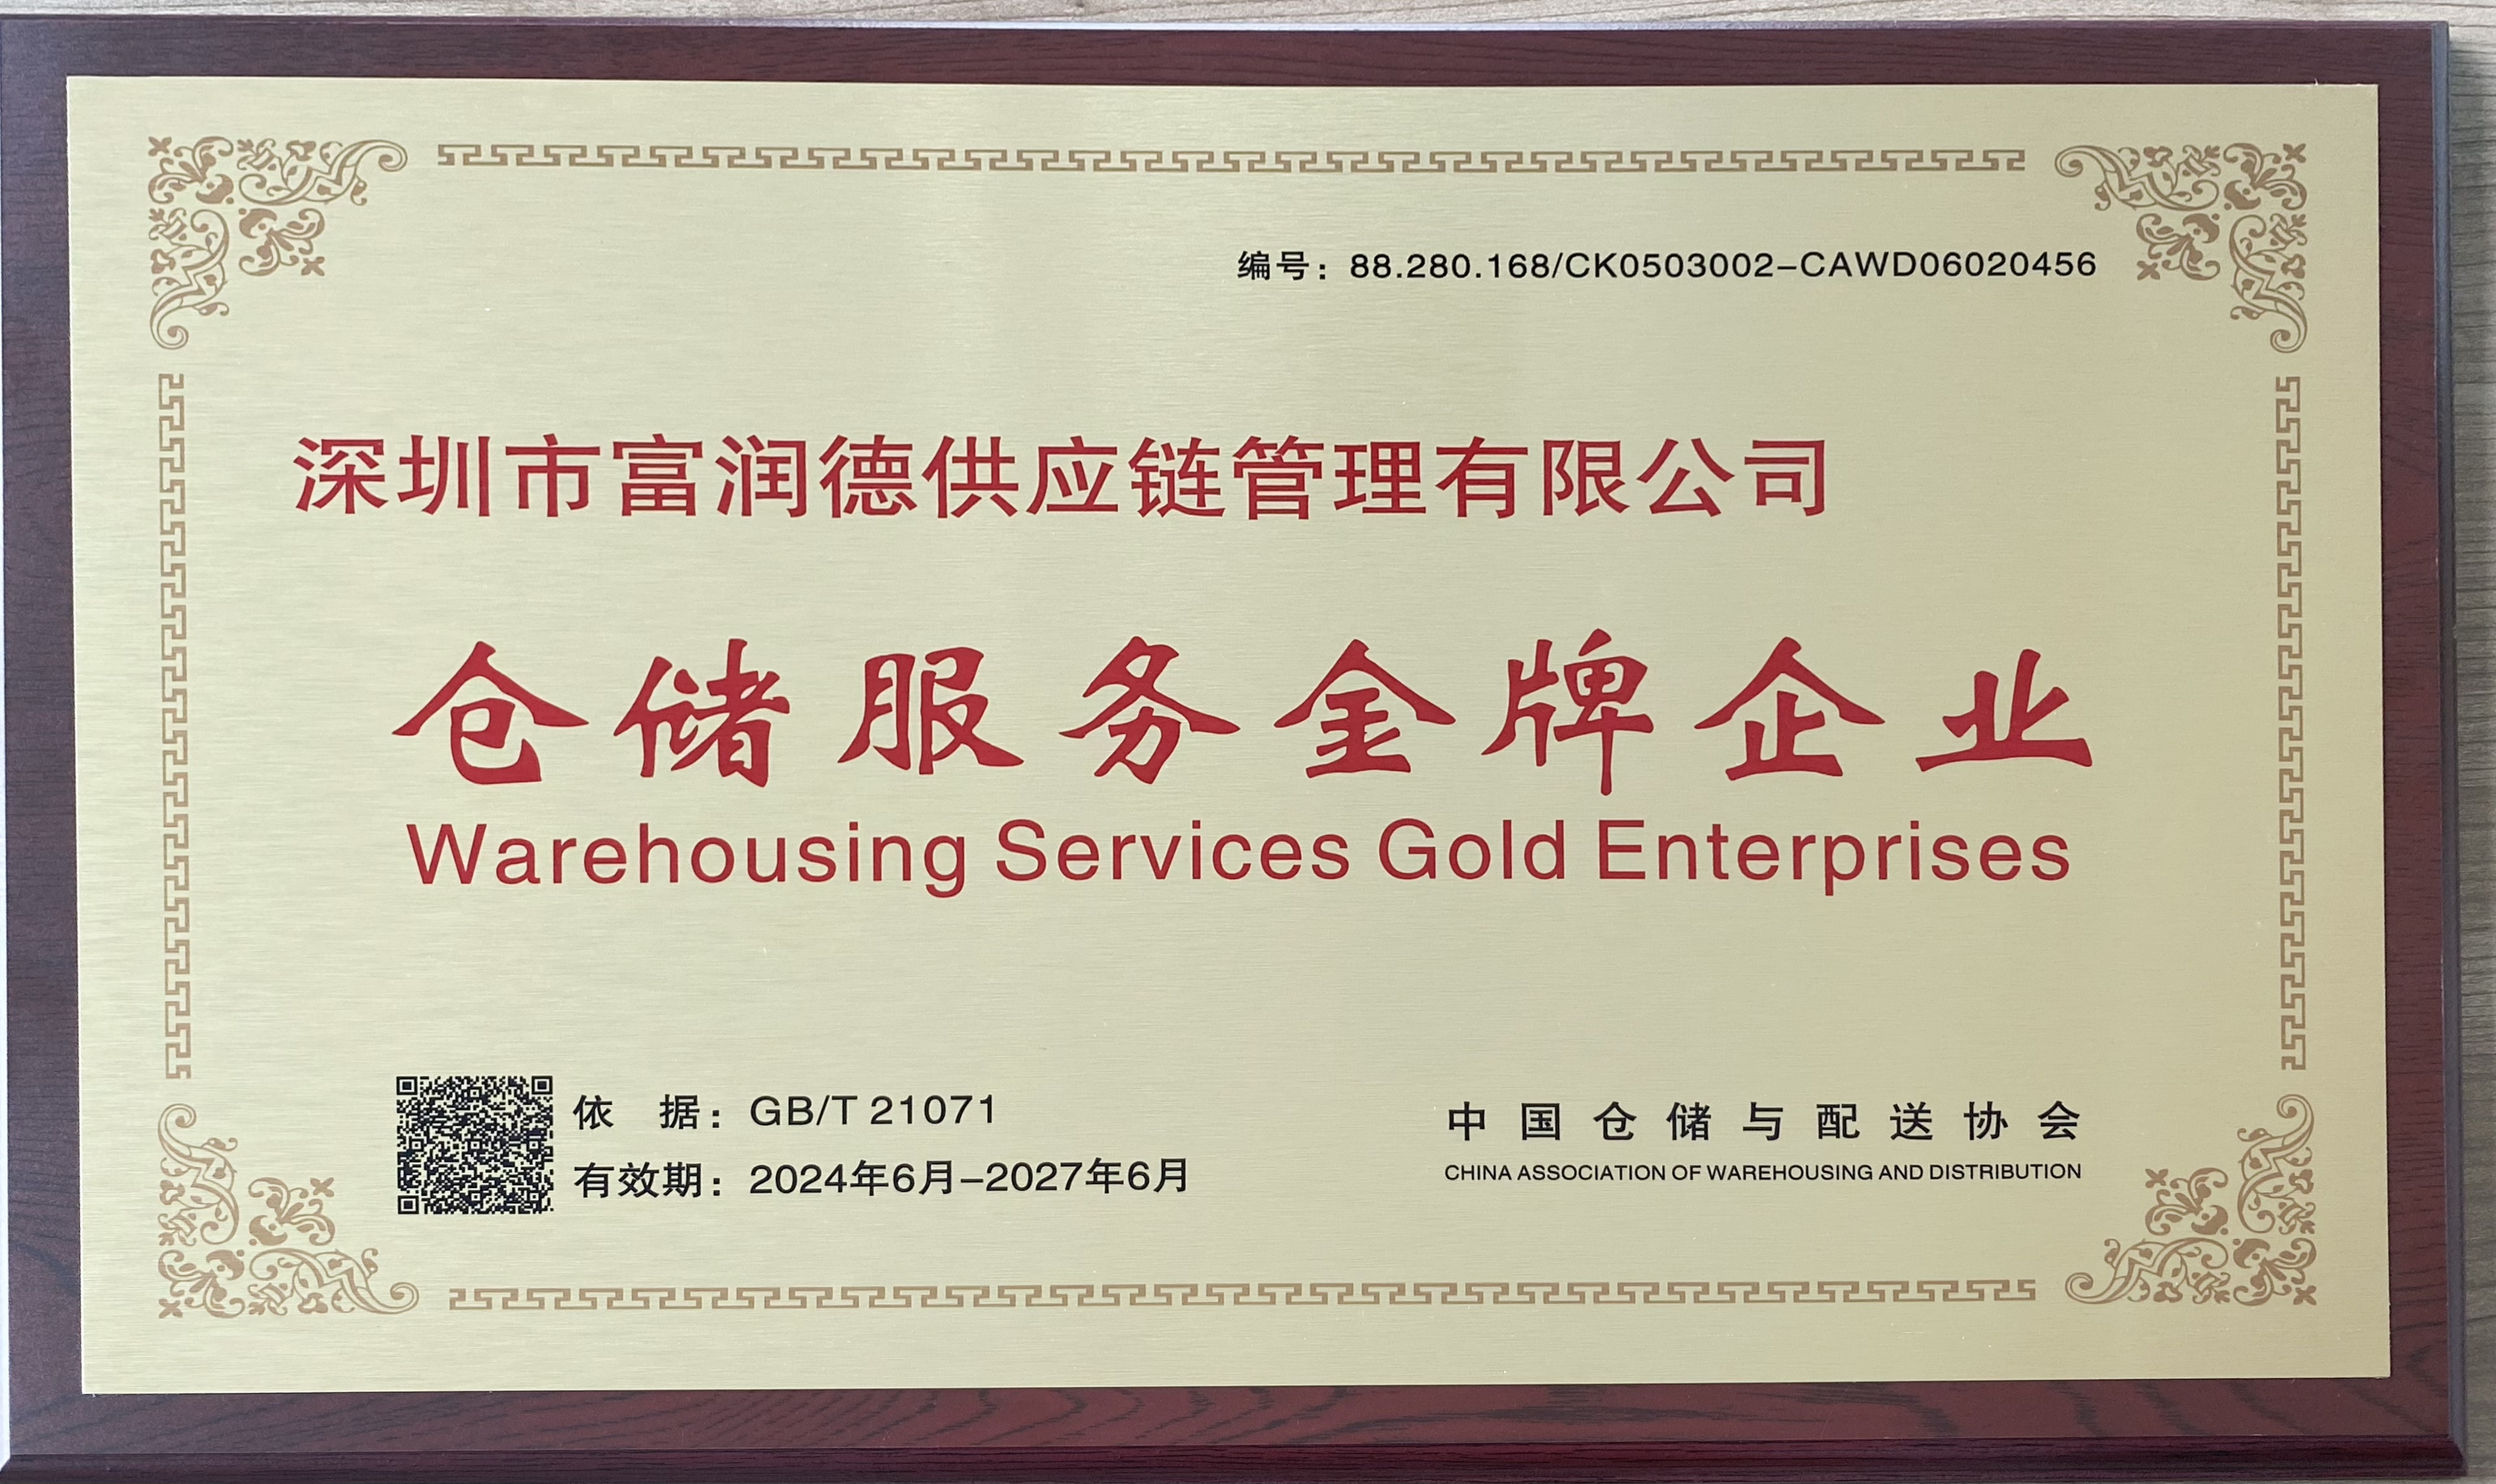 编号：88.280.168/CK0503002-CAWD06020456
深圳市富润德供应链管理有限公司
仓储服务金牌企业
Warehousing Services Gold Enterprises
依 据：GB/T 21071
有效期：2024年6月-2027年6月
中国仓储与配送协会
CHINA ASSOCIATION OF WAREHOUSING AND DISTRIBUTION